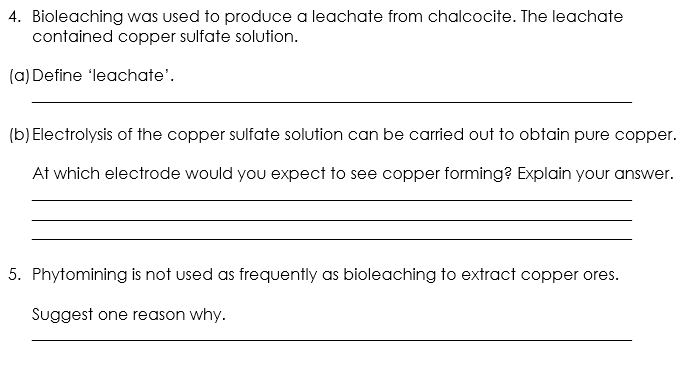 4. Bioleaching was used to produce a leachate from chalcocite. The leachate
contained copper sulfate solution.
(a) Define ‘leachate’.
(b) Electrolysis of the copper sulfate solution can be carried out to obtain pure copper.
At which electrode would you expect to see copper forming? Explain your answer.
5. Phytomining is not used as frequently as bioleaching to extract copper ores.
Suggest one reason why.